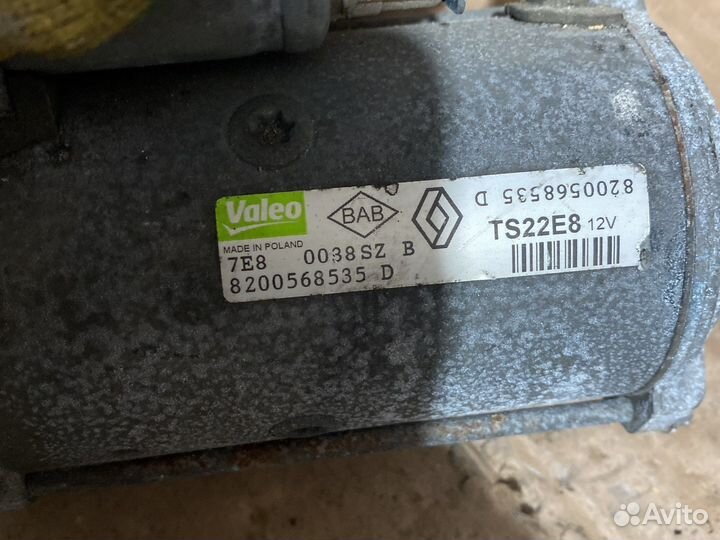 Valeo
BAB
8200568535 D
TS22E8 12V
MADE IN POLAND
7E8 0038SZ B
8200568535 D
Avito